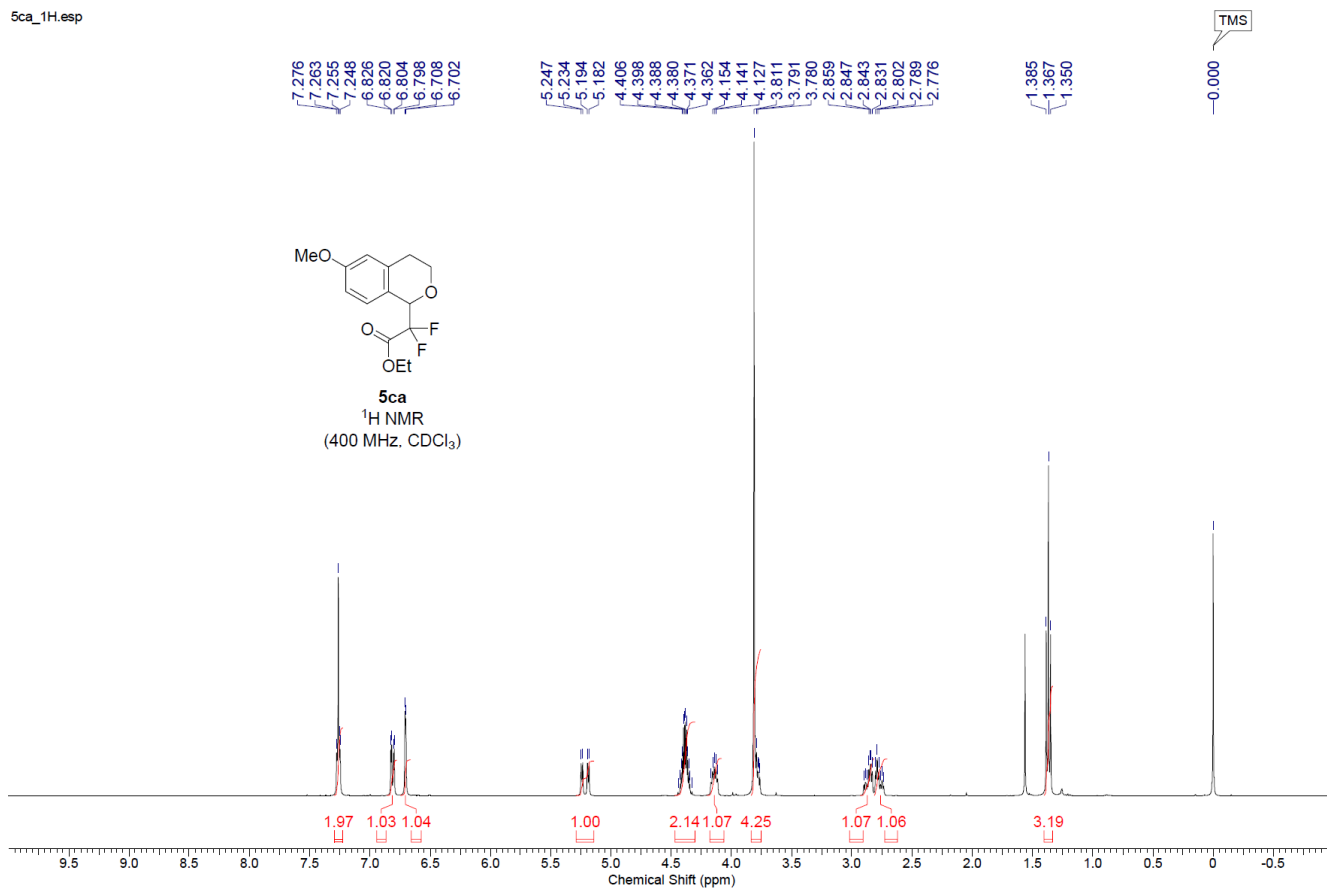 5ca_1H.esp
TMS
7.276
7.263
7.255
7.248
6.826
6.820
6.804
6.798
6.708
6.702
5.247
5.234
5.194
5.182
4.406
4.398
4.388
4.380
4.371
4.362
4.154
4.141
4.127
3.811
3.791
3.780
2.859
2.847
2.843
2.831
2.802
2.789
2.776
1.385
1.367
1.350
0.000
MeO
O
O
F
F
OEt
5ca
¹H NMR
(400 MHz, CDCl₃)
1.97 1.03 1.04 1.00 2.14 1.07 4.25 1.07 1.06 3.19
9.5 9.0 8.5 8.0 7.5 7.0 6.5 6.0 5.5 5.0 4.5 4.0 3.5 3.0 2.5 2.0 1.5 1.0 0.5 0 -0.5
Chemical Shift (ppm)